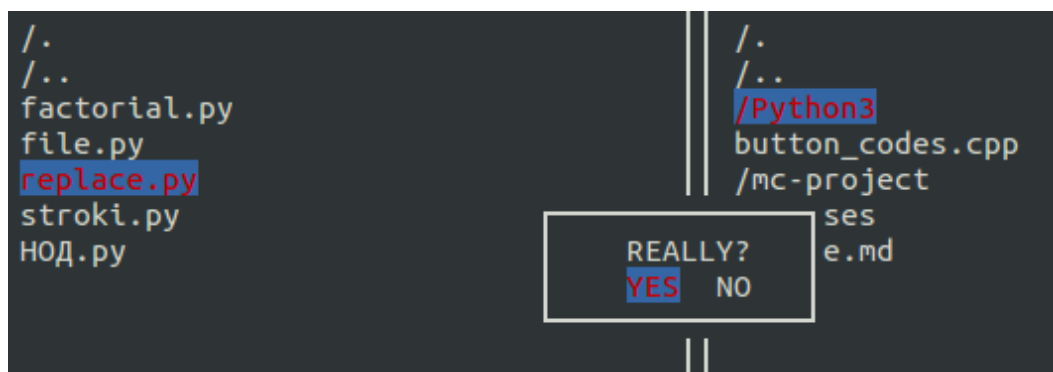 /.
/..
factorial.py
file.py
replace.py
stroki.py
НОД.py
/.
/..
/Python3
button_codes.cpp
/mc-project
ses
e.md
REALLY?
YES NO